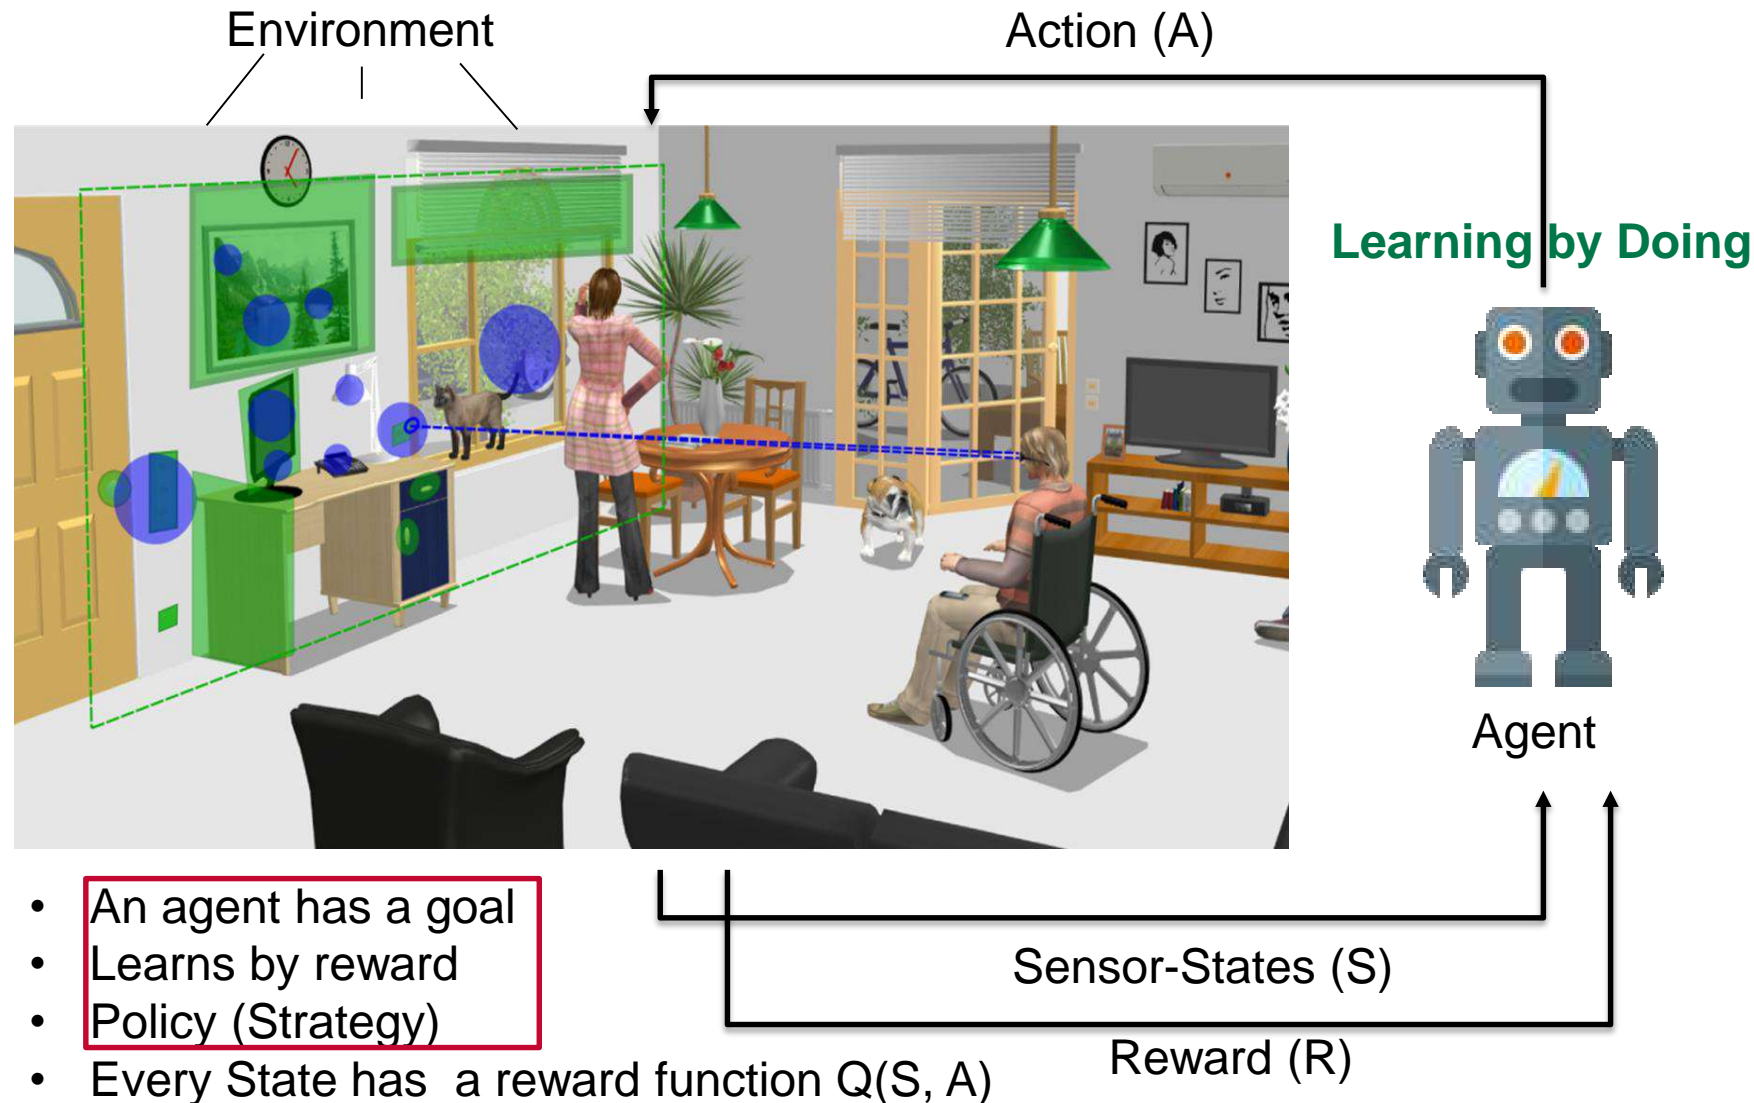 Environment
Action (A)
Learning by Doing
Agent
• An agent has a goal
• Learns by reward
• Policy (Strategy)
• Every State has a reward function Q(S, A)
Sensor-States (S)
Reward (R)